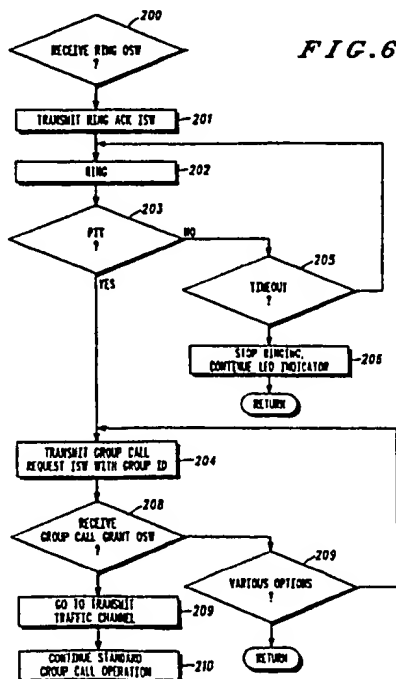 FIG.6
200
RECEIVE RING OSW
?
TRANSMIT RING ACK ISW
201
RING
202
203
PTT
?
NO
YES
205
TIMEOUT
?
STOP RINGING,
CONTINUE LED INDICATOR
206
RETURN
TRANSMIT GROUP CALL
REQUEST ISW WITH GROUP ID
204
208
RECEIVE
GROUP CALL GRANT OSW
?
209
VARIOUS OPTIONS
?
GO TO TRANSMIT
TRAFFIC CHANNEL
209
RETURN
CONTINUE STANDARD
GROUP CALL OPERATION
210